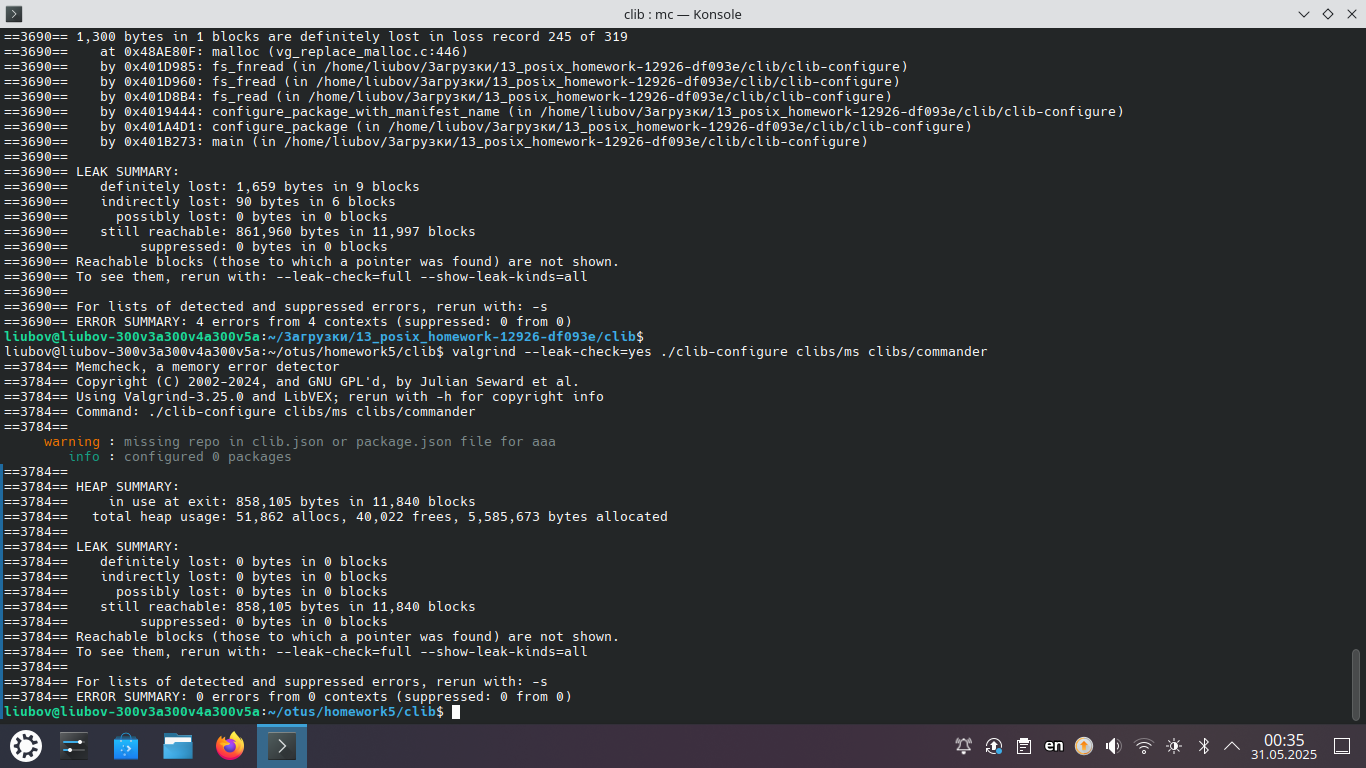 clib : mc — Konsole
==3690== 1,300 bytes in 1 blocks are definitely lost in loss record 245 of 319
==3690==    at 0x48AE80F: malloc (vg_replace_malloc.c:446)
==3690==    by 0x401D985: fs_fnread (in /home/liubov/Загрузки/13_posix_homework-12926-df093e/clib/clib-configure)
==3690==    by 0x401D960: fs_fread (in /home/liubov/Загрузки/13_posix_homework-12926-df093e/clib/clib-configure)
==3690==    by 0x401D8B4: fs_read (in /home/liubov/Загрузки/13_posix_homework-12926-df093e/clib/clib-configure)
==3690==    by 0x4019444: configure_package_with_manifest_name (in /home/liubov/Загрузки/13_posix_homework-12926-df093e/clib/clib-configure)
==3690==    by 0x401A4D1: configure_package (in /home/liubov/Загрузки/13_posix_homework-12926-df093e/clib/clib-configure)
==3690==    by 0x401B273: main (in /home/liubov/Загрузки/13_posix_homework-12926-df093e/clib/clib-configure)
==3690==
==3690== LEAK SUMMARY:
==3690==    definitely lost: 1,659 bytes in 9 blocks
==3690==    indirectly lost: 90 bytes in 6 blocks
==3690==      possibly lost: 0 bytes in 0 blocks
==3690==    still reachable: 861,960 bytes in 11,997 blocks
==3690==         suppressed: 0 bytes in 0 blocks
==3690== Reachable blocks (those to which a pointer was found) are not shown.
==3690== To see them, rerun with: --leak-check=full --show-leak-kinds=all
==3690==
==3690== For lists of detected and suppressed errors, rerun with: -s
==3690== ERROR SUMMARY: 4 errors from 4 contexts (suppressed: 0 from 0)
liubov@liubov-300v3a300v4a300v5a:~/Загрузки/13_posix_homework-12926-df093e/clib$
liubov@liubov-300v3a300v4a300v5a:~/otus/homework5/clib$ valgrind --leak-check=yes ./clib-configure clibs/ms clibs/commander
==3784== Memcheck, a memory error detector
==3784== Copyright (C) 2002-2024, and GNU GPL'd, by Julian Seward et al.
==3784== Using Valgrind-3.25.0 and LibVEX; rerun with -h for copyright info
==3784== Command: ./clib-configure clibs/ms clibs/commander
==3784==
     warning : missing repo in clib.json or package.json file for aaa
        info : configured 0 packages
==3784==
==3784== HEAP SUMMARY:
==3784==     in use at exit: 858,105 bytes in 11,840 blocks
==3784==   total heap usage: 51,862 allocs, 40,022 frees, 5,585,673 bytes allocated
==3784==
==3784== LEAK SUMMARY:
==3784==    definitely lost: 0 bytes in 0 blocks
==3784==    indirectly lost: 0 bytes in 0 blocks
==3784==      possibly lost: 0 bytes in 0 blocks
==3784==    still reachable: 858,105 bytes in 11,840 blocks
==3784==         suppressed: 0 bytes in 0 blocks
==3784== Reachable blocks (those to which a pointer was found) are not shown.
==3784== To see them, rerun with: --leak-check=full --show-leak-kinds=all
==3784==
==3784== For lists of detected and suppressed errors, rerun with: -s
==3784== ERROR SUMMARY: 0 errors from 0 contexts (suppressed: 0 from 0)
liubov@liubov-300v3a300v4a300v5a:~/otus/homework5/clib$
en
00:35
31.05.2025